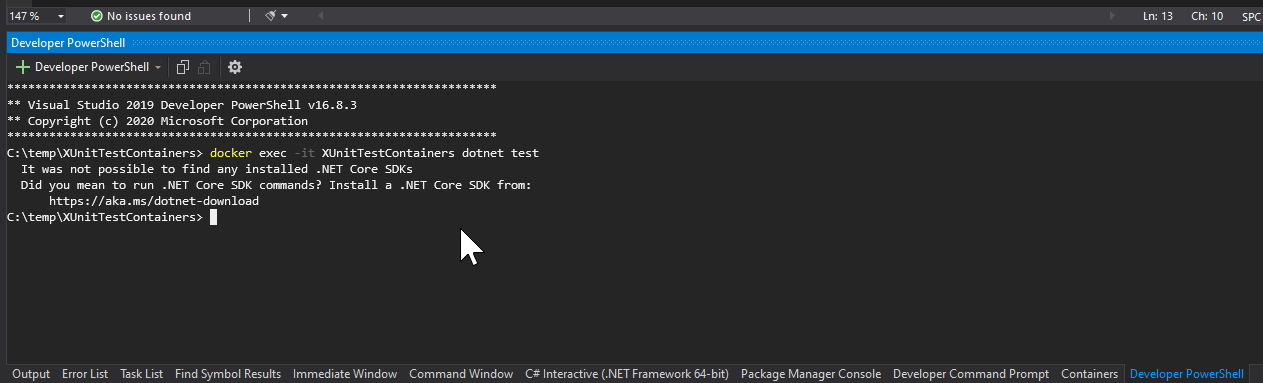 147 % No issues found Ln: 13 Ch: 10 SPC
Developer PowerShell
Developer PowerShell
**********************************************************************
** Visual Studio 2019 Developer PowerShell v16.8.3
** Copyright (c) 2020 Microsoft Corporation
**********************************************************************
C:\temp\XUnitTestContainers> docker exec -it XUnitTestContainers dotnet test
  It was not possible to find any installed .NET Core SDKs
  Did you mean to run .NET Core SDK commands? Install a .NET Core SDK from:
      https://aka.ms/dotnet-download
C:\temp\XUnitTestContainers>
Output Error List Task List Find Symbol Results Immediate Window Command Window C# Interactive (.NET Framework 64-bit) Package Manager Console Developer Command Prompt Containers Developer PowerShell